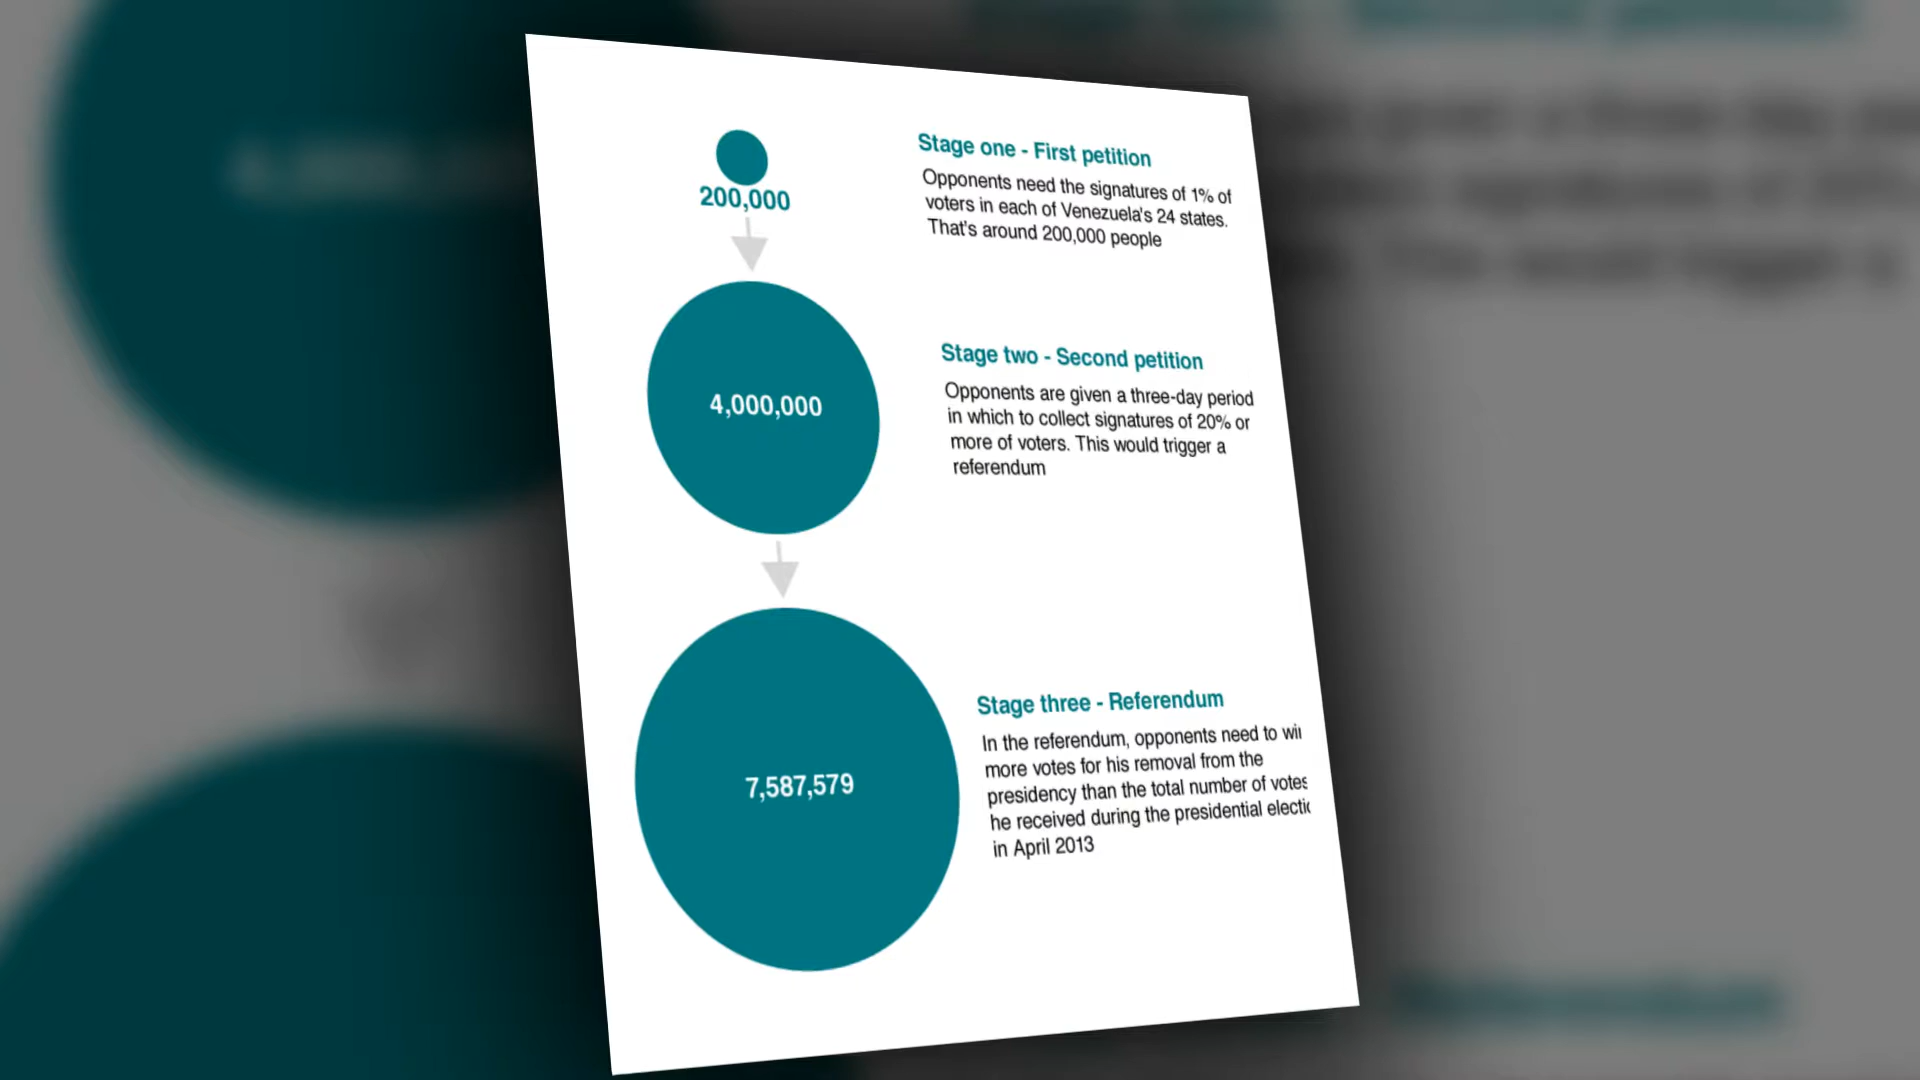 200,000
Stage one - First petition
Opponents need the signatures of 1% of
voters in each of Venezuela's 24 states.
That's around 200,000 people
4,000,000
Stage two - Second petition
Opponents are given a three-day period
in which to collect signatures of 20% or
more of voters. This would trigger a
referendum
7,587,579
Stage three - Referendum
In the referendum, opponents need to
more votes for his removal from the
presidency than the total number of votes
he received during the presidential
in April 2013